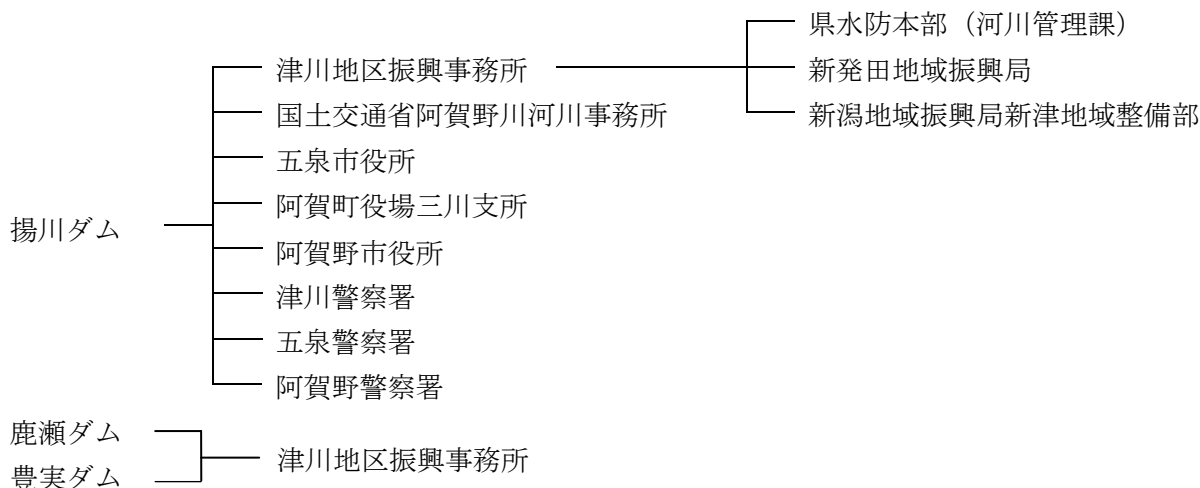 県水防本部（河川管理課）
津川地区振興事務所
新発田地域振興局
国土交通省阿賀野川河川事務所
新潟地域振興局新津地域整備部
五泉市役所
阿賀町役場三川支所
揚川ダム
阿賀野市役所
津川警察署
五泉警察署
阿賀野警察署
鹿瀬ダム
津川地区振興事務所
豊実ダム